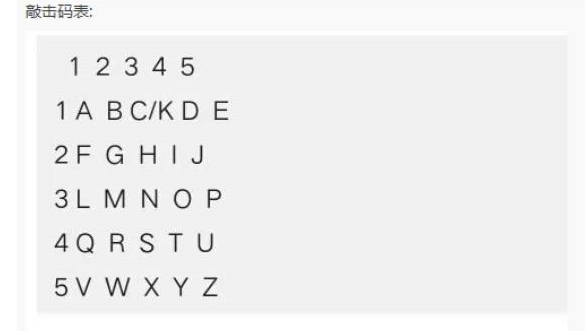 敲击码表:
1 2 3 4 5
1 A B C/K D E
2 F G H I J
3 L M N O P
4 Q R S T U
5 V W X Y Z